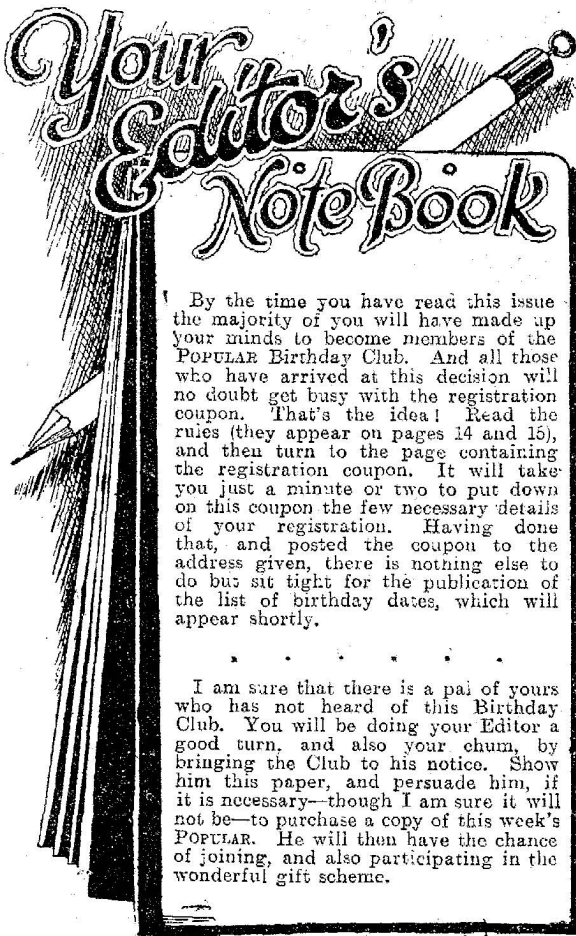 Your
Editor's
Note Book
By the time you have read this issue
the majority of you will have made up
your minds to become members of the
POPULAR Birthday Club. And all those
who have arrived at this decision will
no doubt get busy with the registration
coupon. That's the idea! Read the
rules (they appear on pages 14 and 15),
and then turn to the page containing
the registration coupon. It will take
you just a minute or two to put down
on this coupon the few necessary details
of your registration. Having done
that, and posted the coupon to the
address given, there is nothing else to
do but sit tight for the publication of
the list of birthday dates, which will
appear shortly.
. . . . . .
I am sure that there is a pal of yours
who has not heard of this Birthday
Club. You will be doing your Editor a
good turn, and also your chum, by
bringing the Club to his notice. Show
him this paper, and persuade him, if
it is necessary—though I am sure it will
not be—to purchase a copy of this week's
POPULAR. He will then have the chance
of joining, and also participating in the
wonderful gift scheme.